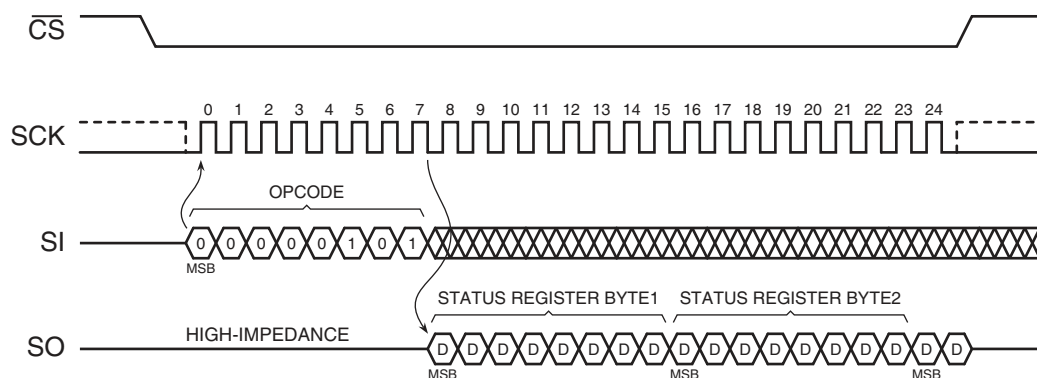 CS
0 1 2 3 4 5 6 7 8 9 10 11 12 13 14 15 16 17 18 19 20 21 22 23 24
SCK
OPCODE
SI 0 0 0 0 0 1 0 1
MSB
STATUS REGISTER BYTE1 STATUS REGISTER BYTE2
HIGH-IMPEDANCE
SO D D D D D D D D D D D D D D D D D D
MSB MSB MSB